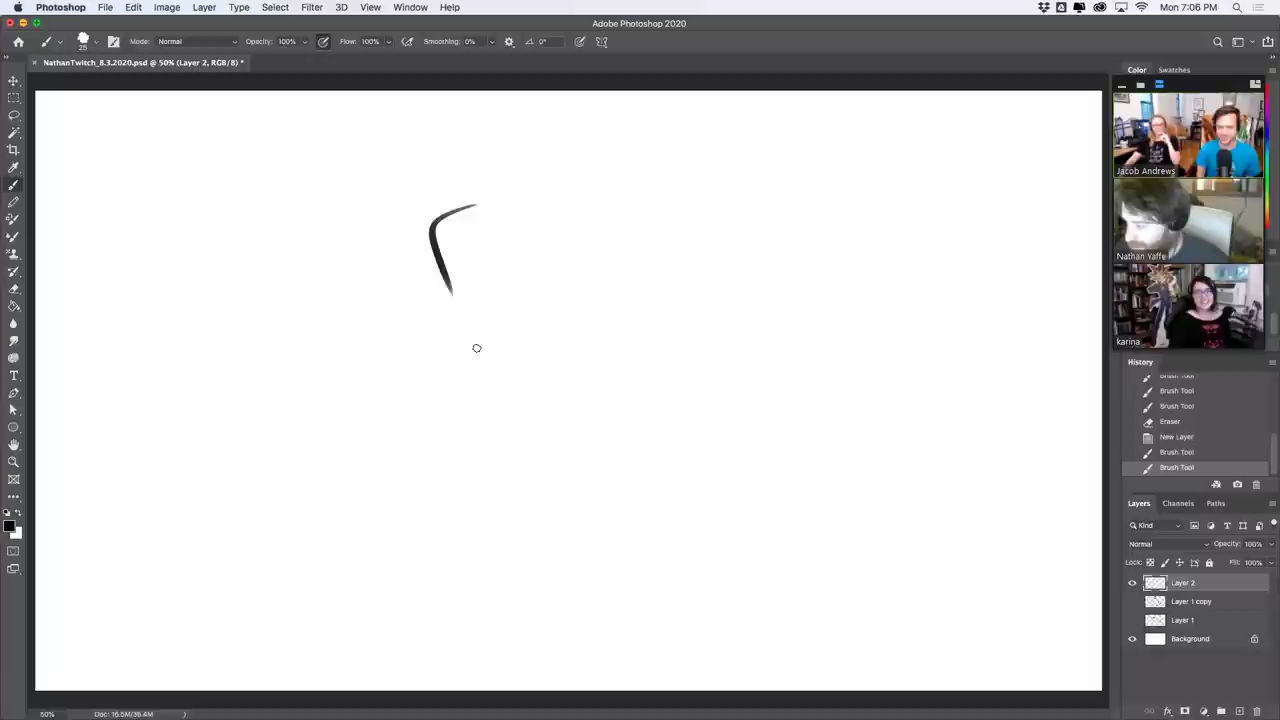 Photoshop File Edit Image Layer Type Select Filter 3D View Window Help Mon 7:06 PM
Adobe Photoshop 2020
25 Mode: Normal Opacity: 100% Flow: 100% Smoothing: 0% 0°
× NathanTwitch_8.3.2020.psd @ 50% (Layer 2, RGB/8) *
Color Swatches
Jacob Andrews
Nathan Yaffe
karina
History
Brush Tool
Brush Tool
Brush Tool
Eraser
New Layer
Brush Tool
Brush Tool
Layers Channels Paths
Kind
Normal Opacity: 100%
Lock: Fill: 100%
Layer 2
Layer 1 copy
Layer 1
Background
50% Doc: 16.5M/36.4M